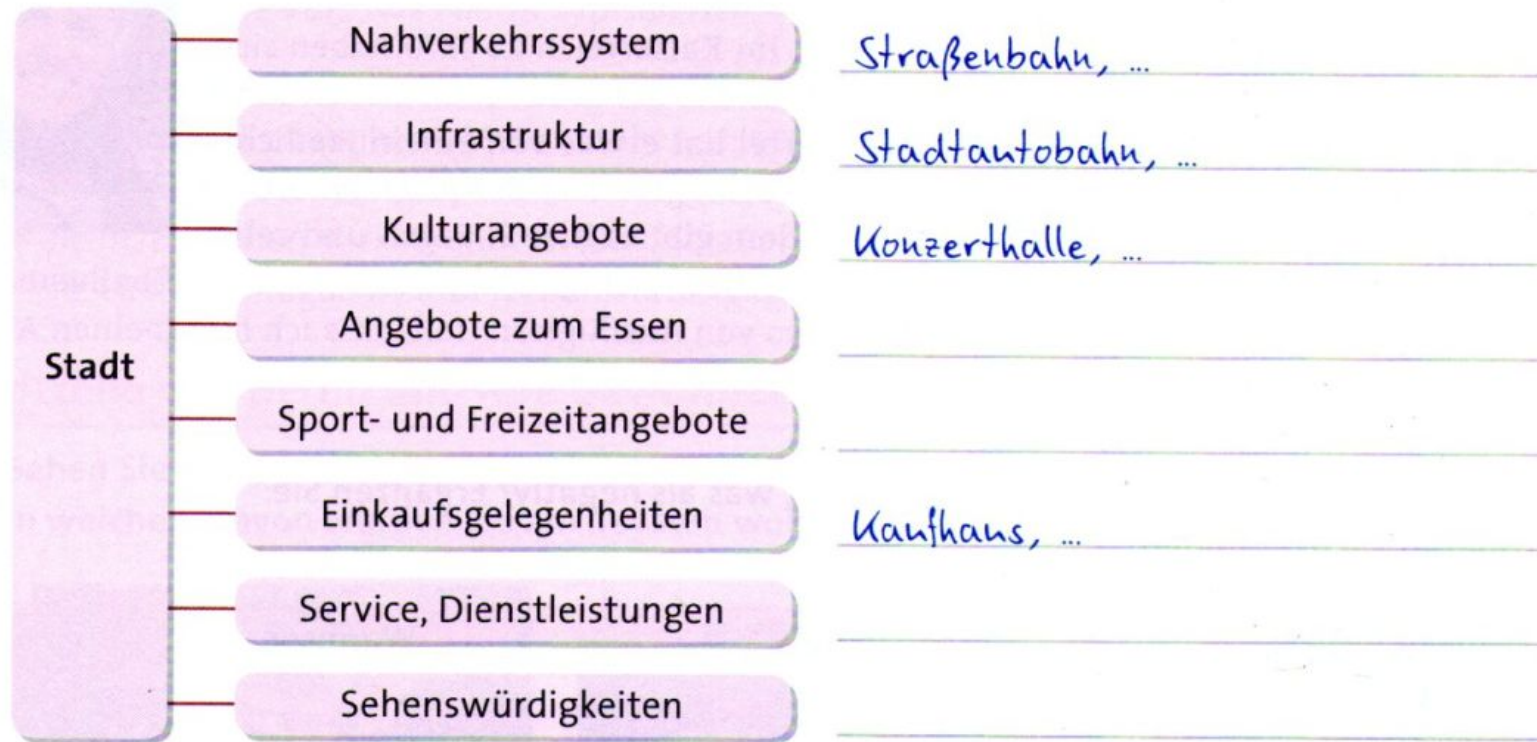 Stadt
Nahverkehrssystem Straßenbahn, ...
Infrastruktur Stadtautobahn, ...
Kulturangebote Konzerthalle, ...
Angebote zum Essen
Sport- und Freizeitangebote
Einkaufsgelegenheiten Kaufhaus, ...
Service, Dienstleistungen
Sehenswürdigkeiten